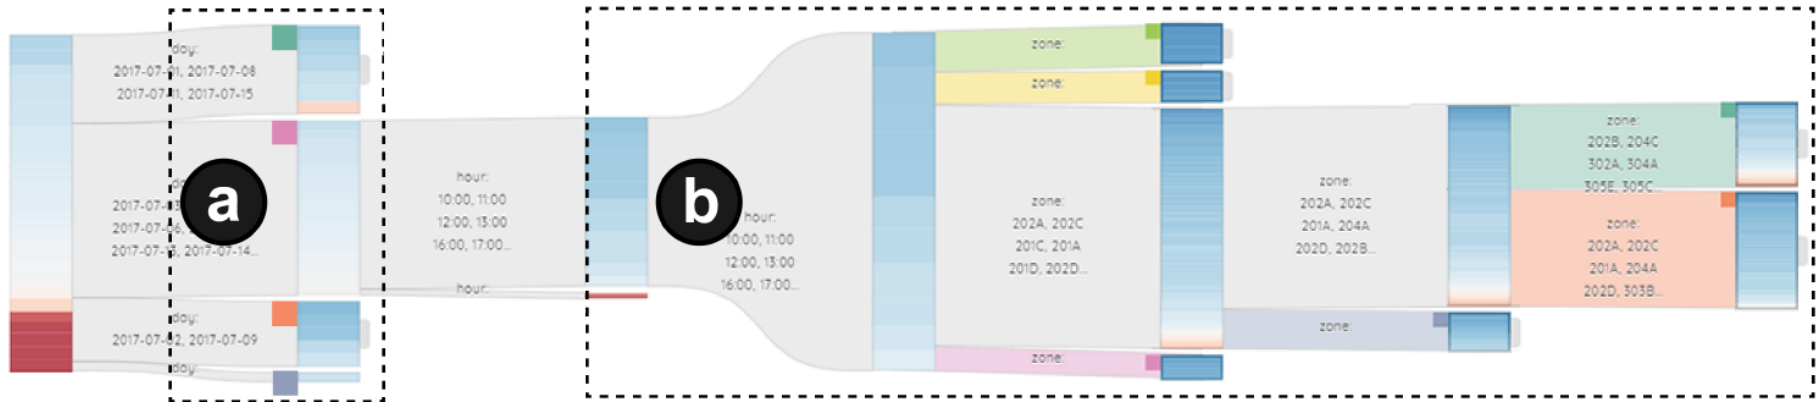 day:
2017-07-01, 2017-07-08
2017-07-11, 2017-07-15
2017-07-14...
day:
2017-07-02, 2017-07-09
day:
a
hour:
10:00, 11:00
12:00, 13:00
16:00, 17:00...
hour:
b
hour:
10:00, 11:00
12:00, 13:00
16:00, 17:00...
zone:
zone:
zone:
202A, 202C
201C, 201A
201D, 202D...
zone:
zone:
202A, 202C
201A, 204A
202D, 202B...
zone:
zone:
202B, 204C
302A, 304A
305E, 305C...
zone:
202A, 202C
201A, 204A
202D, 303B...